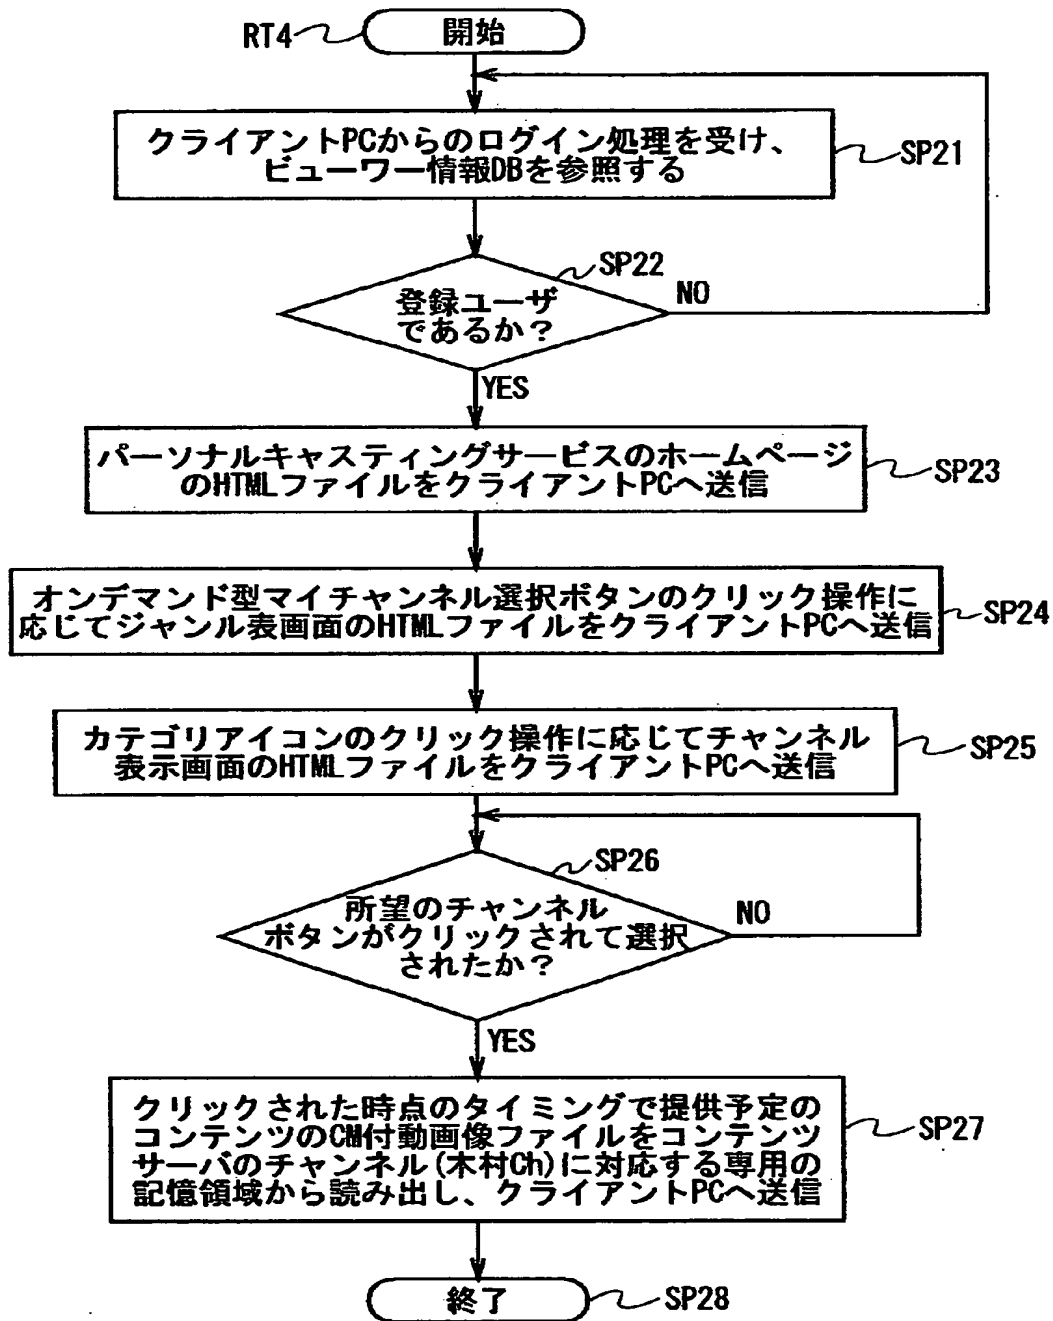 RT4
開始
クライアントPCからのログイン処理を受け、
ビューワー情報DBを参照する
SP21
SP22
登録ユーザ
であるか？
NO
YES
パーソナルキャスティングサービスのホームページ
のHTMLファイルをクライアントPCへ送信
SP23
オンデマンド型マイチャンネル選択ボタンのクリック操作に
応じてジャンル表画面のHTMLファイルをクライアントPCへ送信
SP24
カテゴリアイコンのクリック操作に応じてチャンネル
表示画面のHTMLファイルをクライアントPCへ送信
SP25
SP26
所望のチャンネル
ボタンがクリックされて選択
されたか？
NO
YES
クリックされた時点のタイミングで提供予定の
コンテンツのCM付動画像ファイルをコンテンツ
サーバのチャンネル(木村Ch)に対応する専用の
記憶領域から読み出し、クライアントPCへ送信
SP27
終了
SP28